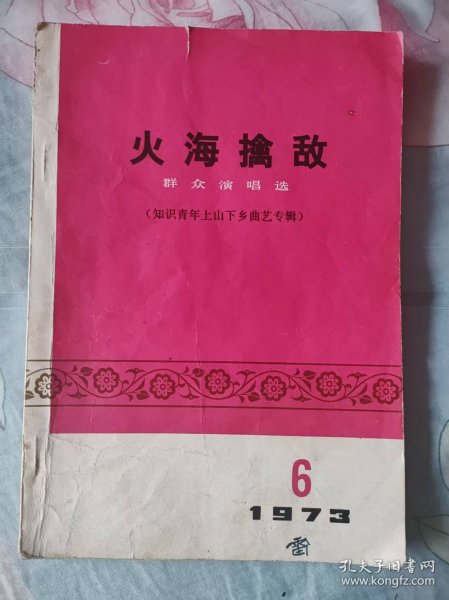 火海擒敌
群众演唱选
（知识青年上山下乡曲艺专辑）
6
1973
孔夫子旧书网
www.kongfz.com